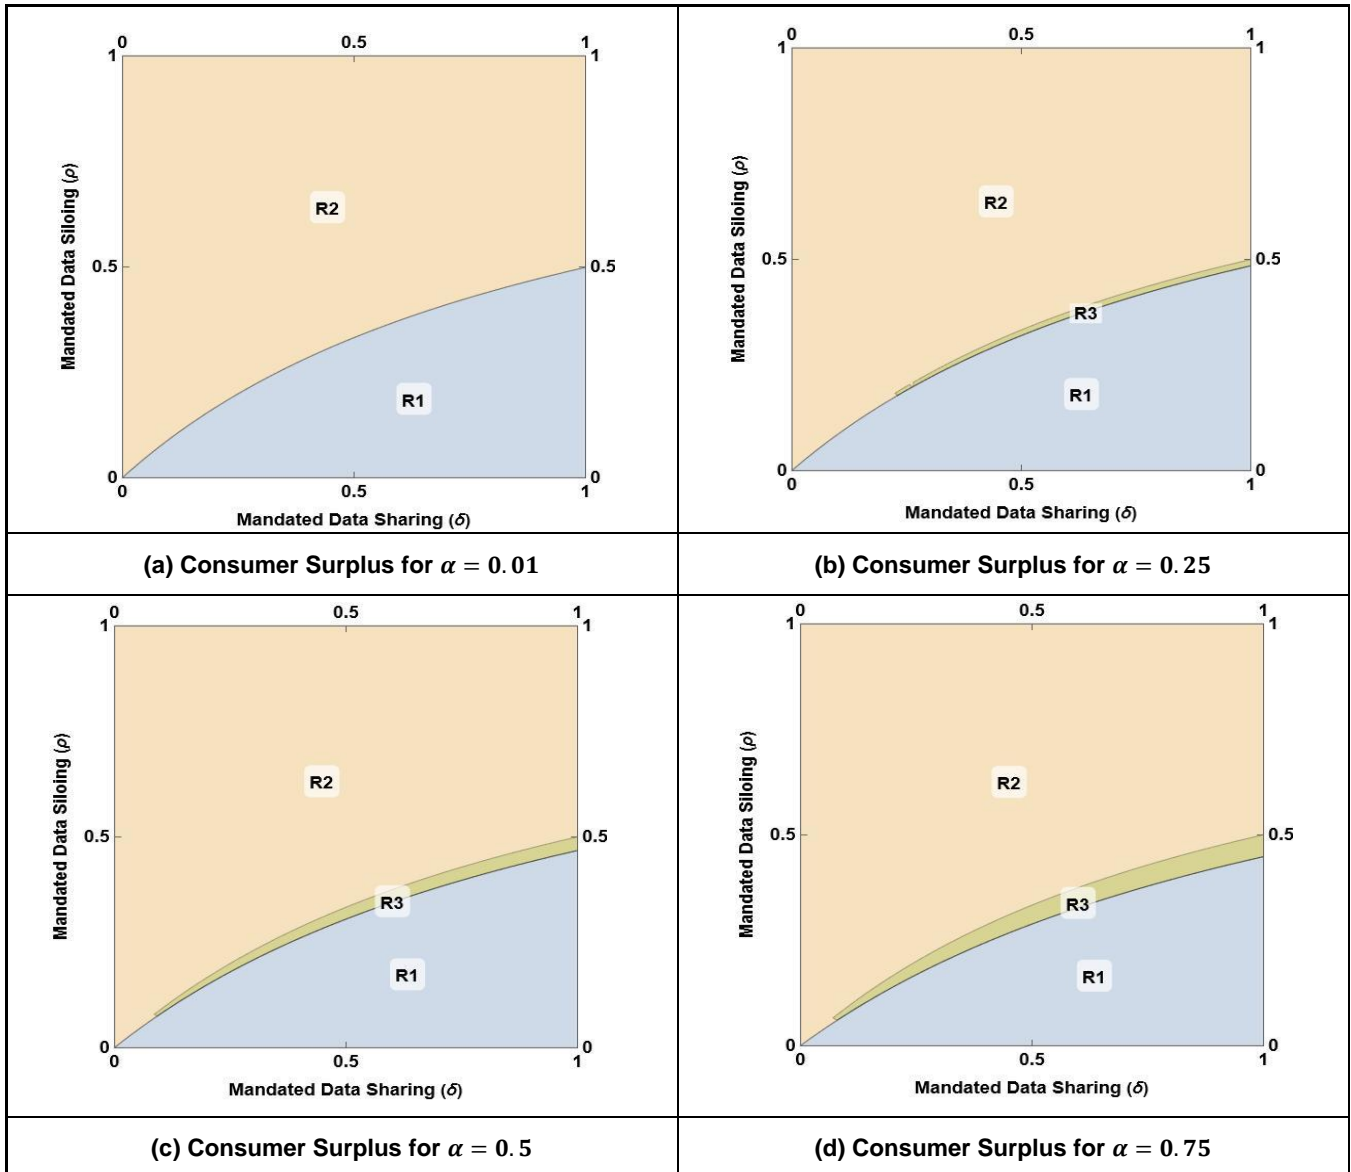 0 0.5 1
1 1
Mandated Data Siloing (ρ)
R2
0.5 0.5
R1
0 0
0 0.5 1
Mandated Data Sharing (δ)
(a) Consumer Surplus for α = 0.01
0 0.5 1
1 1
Mandated Data Siloing (ρ)
R2
0.5 0.5
R3
R1
0 0
0 0.5 1
Mandated Data Sharing (δ)
(b) Consumer Surplus for α = 0.25
0 0.5 1
1 1
Mandated Data Siloing (ρ)
R2
0.5 0.5
R3
R1
0 0
0.5 1
Mandated Data Sharing (δ)
(c) Consumer Surplus for α = 0.5
0 0.5 1
1 1
Mandated Data Siloing (ρ)
R2
0.5 0.5
R3
R1
0 0
0 0.5 1
Mandated Data Sharing (δ)
(d) Consumer Surplus for α = 0.75